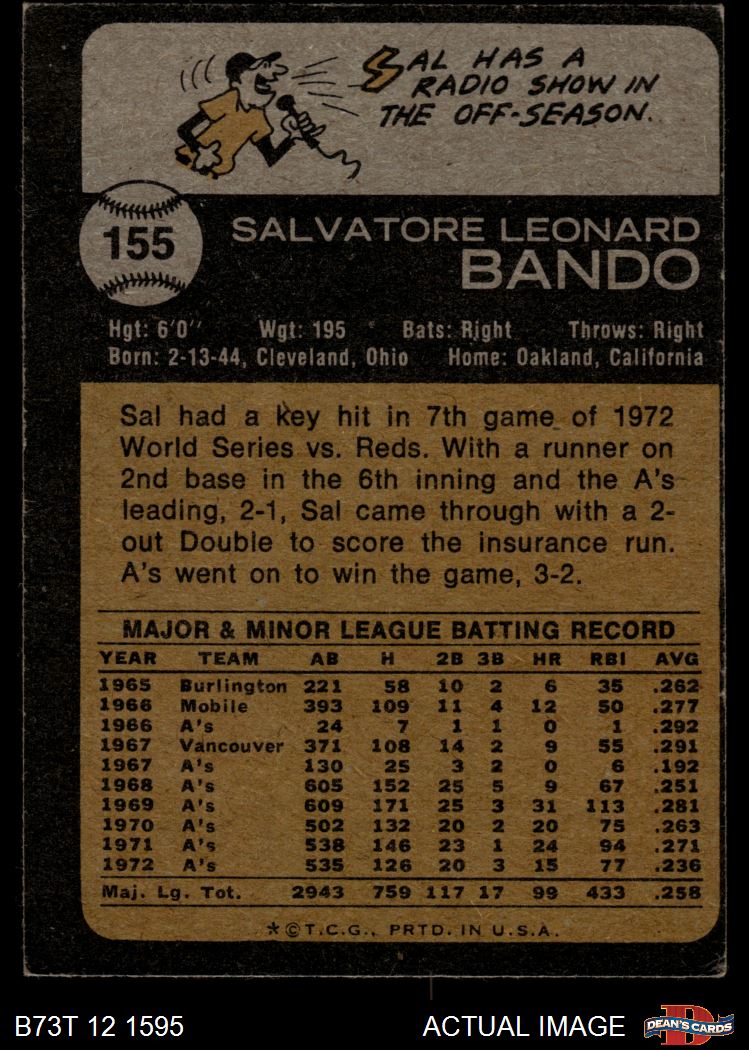 SAL HAS A
RADIO SHOW IN
THE OFF-SEASON.
155
SALVATORE LEONARD
BANDO
Hgt: 6'0" Wgt: 195 Bats: Right Throws: Right
Born: 2-13-44, Cleveland, Ohio Home: Oakland, California
Sal had a key hit in 7th game of 1972
World Series vs. Reds. With a runner on
2nd base in the 6th inning and the A's
leading, 2-1, Sal came through with a 2-
out Double to score the insurance run.
A's went on to win the game, 3-2.
MAJOR & MINOR LEAGUE BATTING RECORD
YEAR TEAM AB H 2B 3B HR RBI AVG
1965 Burlington 221 58 10 2 6 35 .262
1966 Mobile 393 109 11 4 12 50 .277
1966 A's 24 7 1 1 0 1 .292
1967 Vancouver 371 108 14 2 9 55 .291
1967 A's 130 25 3 2 0 6 .192
1968 A's 605 152 25 5 9 67 .251
1969 A's 609 171 25 3 31 113 .281
1970 A's 502 132 20 2 20 75 .263
1971 A's 538 146 23 1 24 94 .271
1972 A's 535 126 20 3 15 77 .236
Maj. Lg. Tot. 2943 759 117 17 99 433 .258
*©T.C.G., PRTD. IN U.S.A.
B73T 12 1595 ACTUAL IMAGE D DEAN'S CARDS